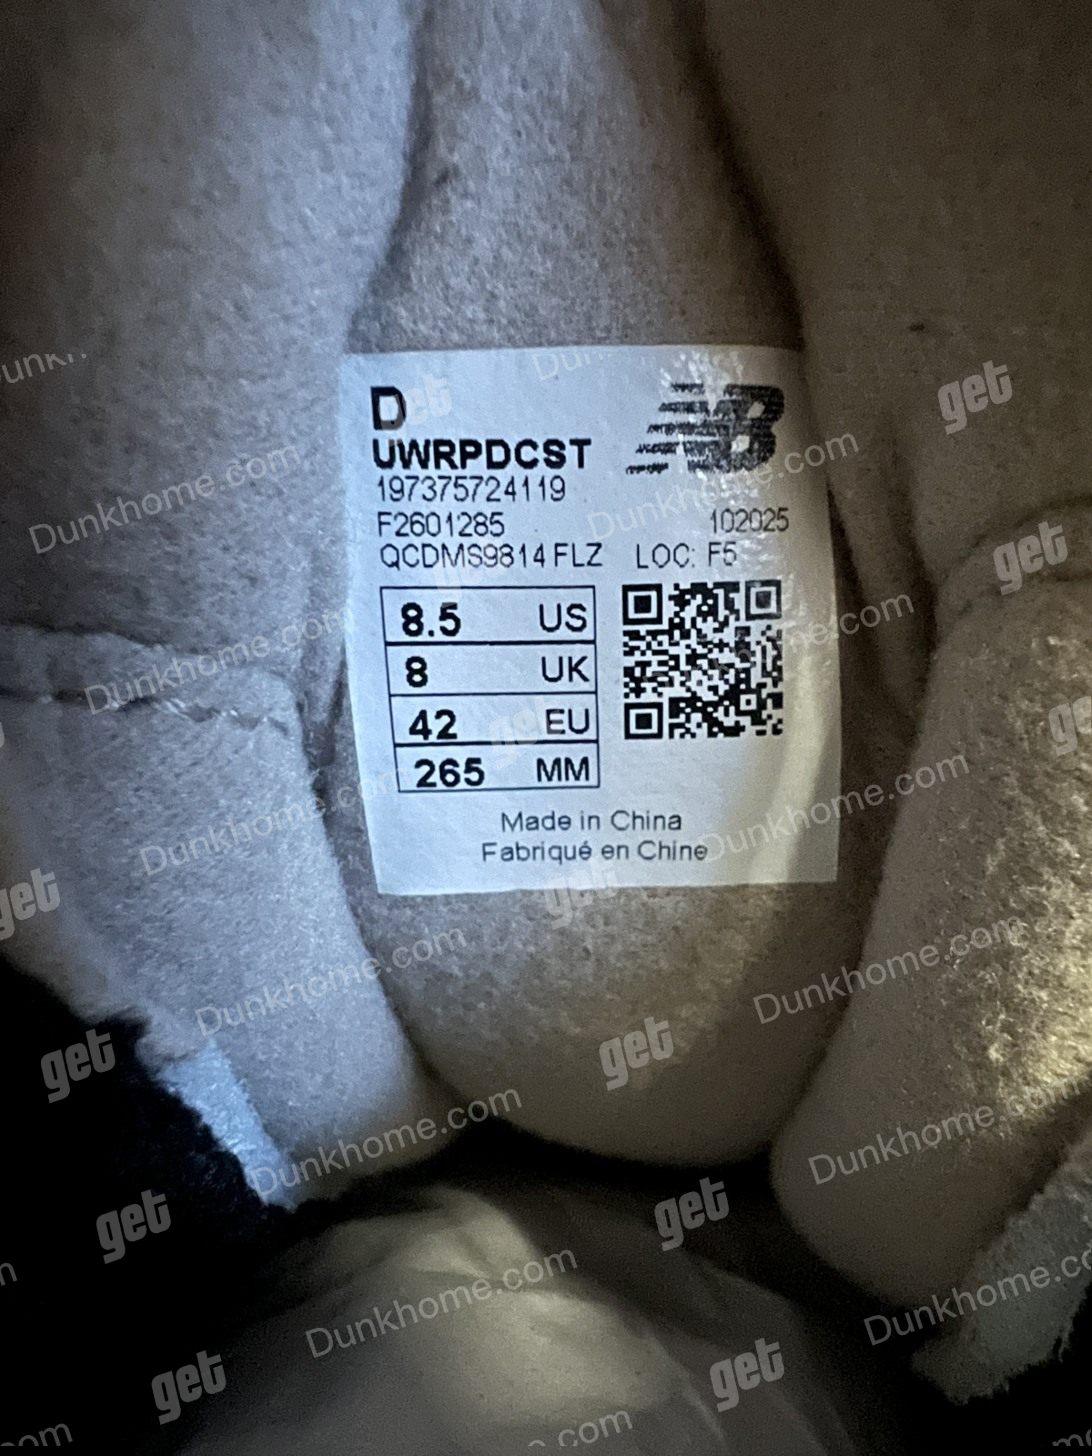 D
UWRPDCST
197375724119
F2601285 102025
QCDMS9814 FLZ LOC: F5
8.5 US
8 UK
42 EU
265 MM
Made in China
Fabriqué en Chine
get
Dunkhome.com